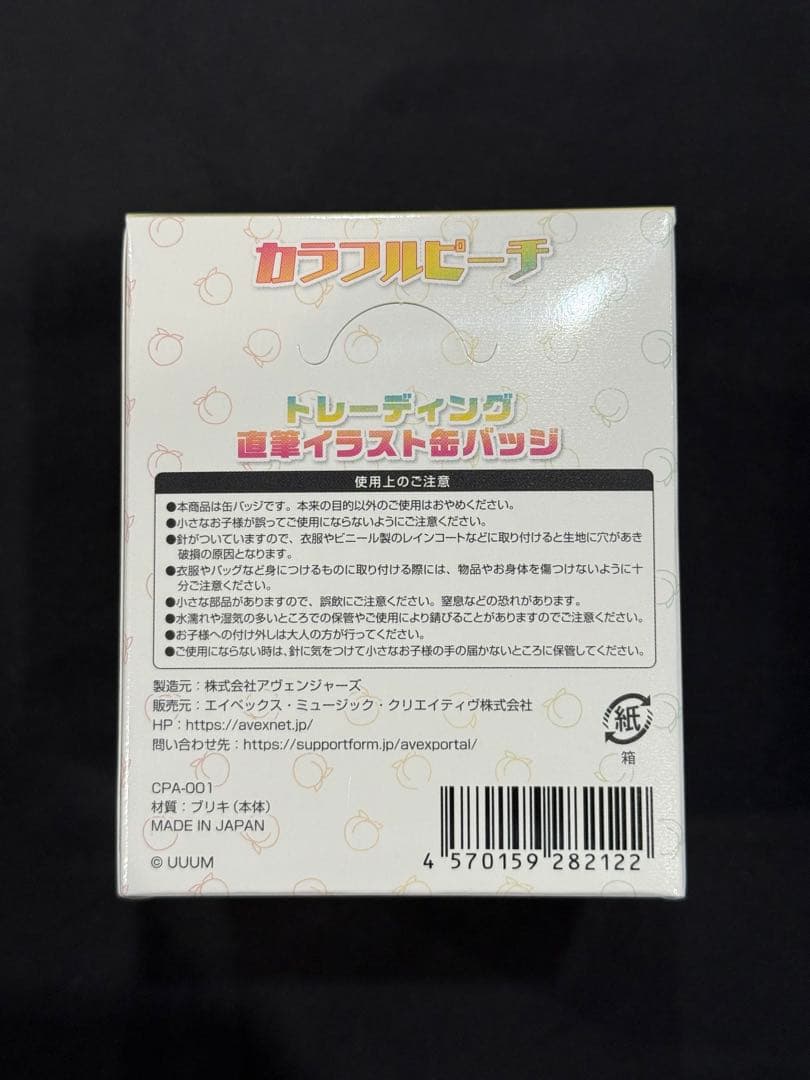 カラフルピーチ
トレーディング
直筆イラスト缶バッジ
使用上のご注意
●本商品は缶バッジです。本来の目的以外のご使用はおやめください。
●小さなお子様が誤ってご使用にならないようにご注意ください。
●針がついていますので、衣服やビニール製のレインコートなどに取り付けると生地に穴があき
破損の原因となります。
●衣服やバッグなど身につけるものに取り付ける際には、物品やお身体を傷つけないように十
分ご注意ください。
●小さな部品がありますので、誤飲にご注意ください。窒息などの恐れがあります。
●水濡れや湿気の多いところでの保管やご使用により錆びることがありますのでご注意ください。
●お子様への付け外しは大人の方が行ってください。
●ご使用にならない時は、針に気をつけて小さなお子様の手の届かないところに保管してください。
製造元：株式会社アヴェンジャーズ
販売元：エイベックス・ミュージック・クリエイティヴ株式会社
HP：https://avexnet.jp/
問い合わせ先：https://supportform.jp/avexportal/
紙
箱
CPA-001
材質：ブリキ（本体）
MADE IN JAPAN
© UUUM
4 570159 282122